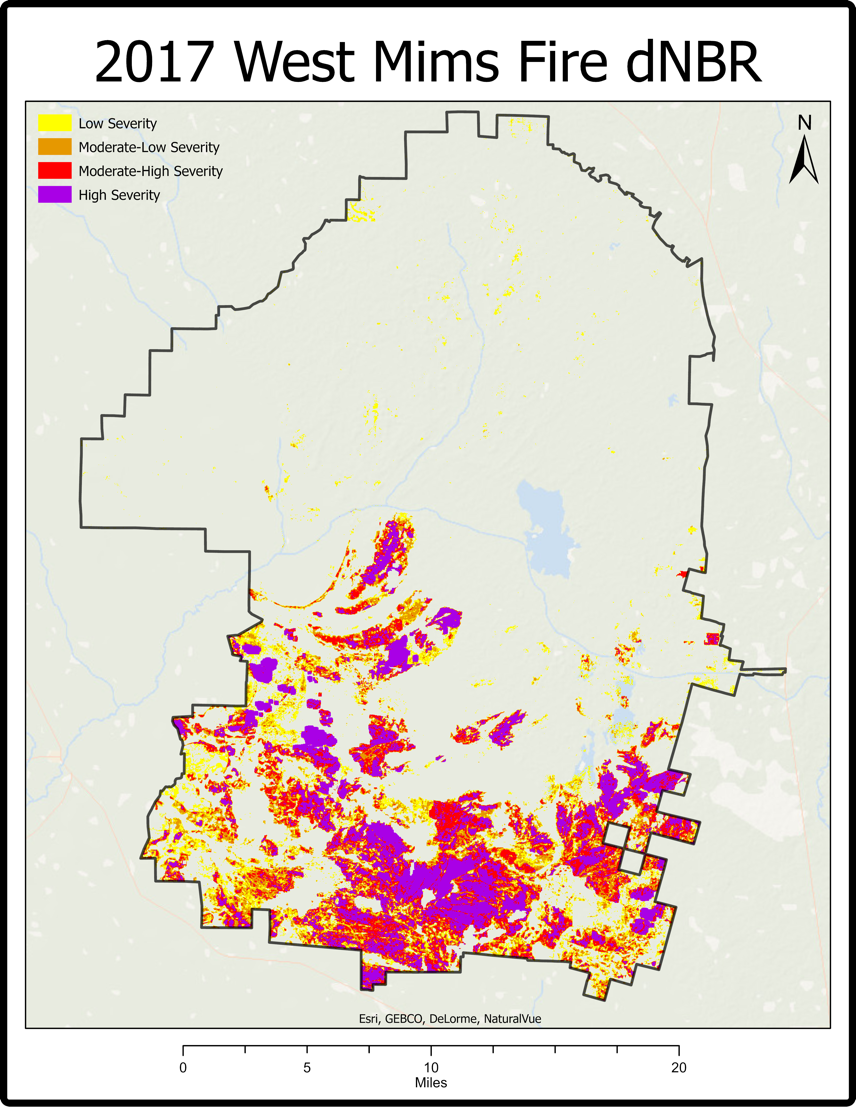 2017 West Mims Fire dNBR
Low Severity
Moderate-Low Severity
Moderate-High Severity
High Severity
N
Esri, GEBCO, DeLorme, NaturalVue
0 5 10 20
Miles